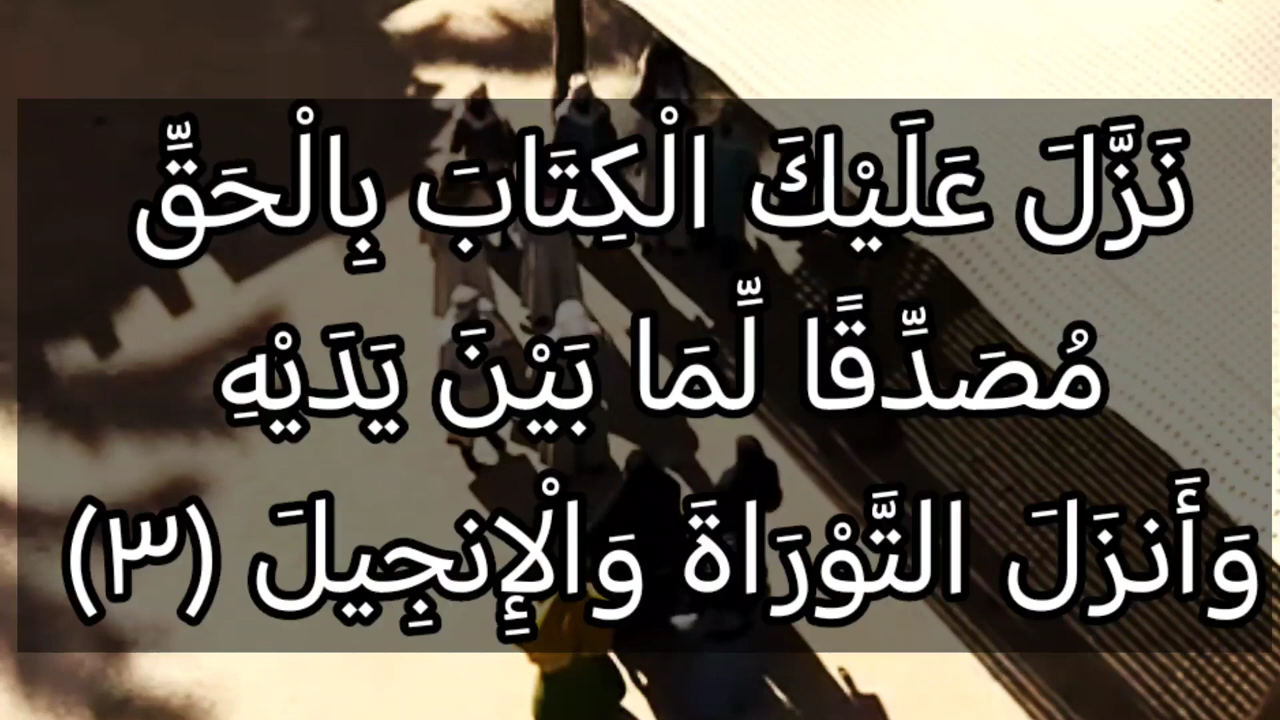 نَزَّلَ عَلَيْكَ الْكِتَابَ بِالْحَقِّ
مُصَدِّقًا لِّمَا بَيْنَ يَدَيْهِ
وَأَنزَلَ التَّوْرَاةَ وَالْإِنجِيلَ (٣)